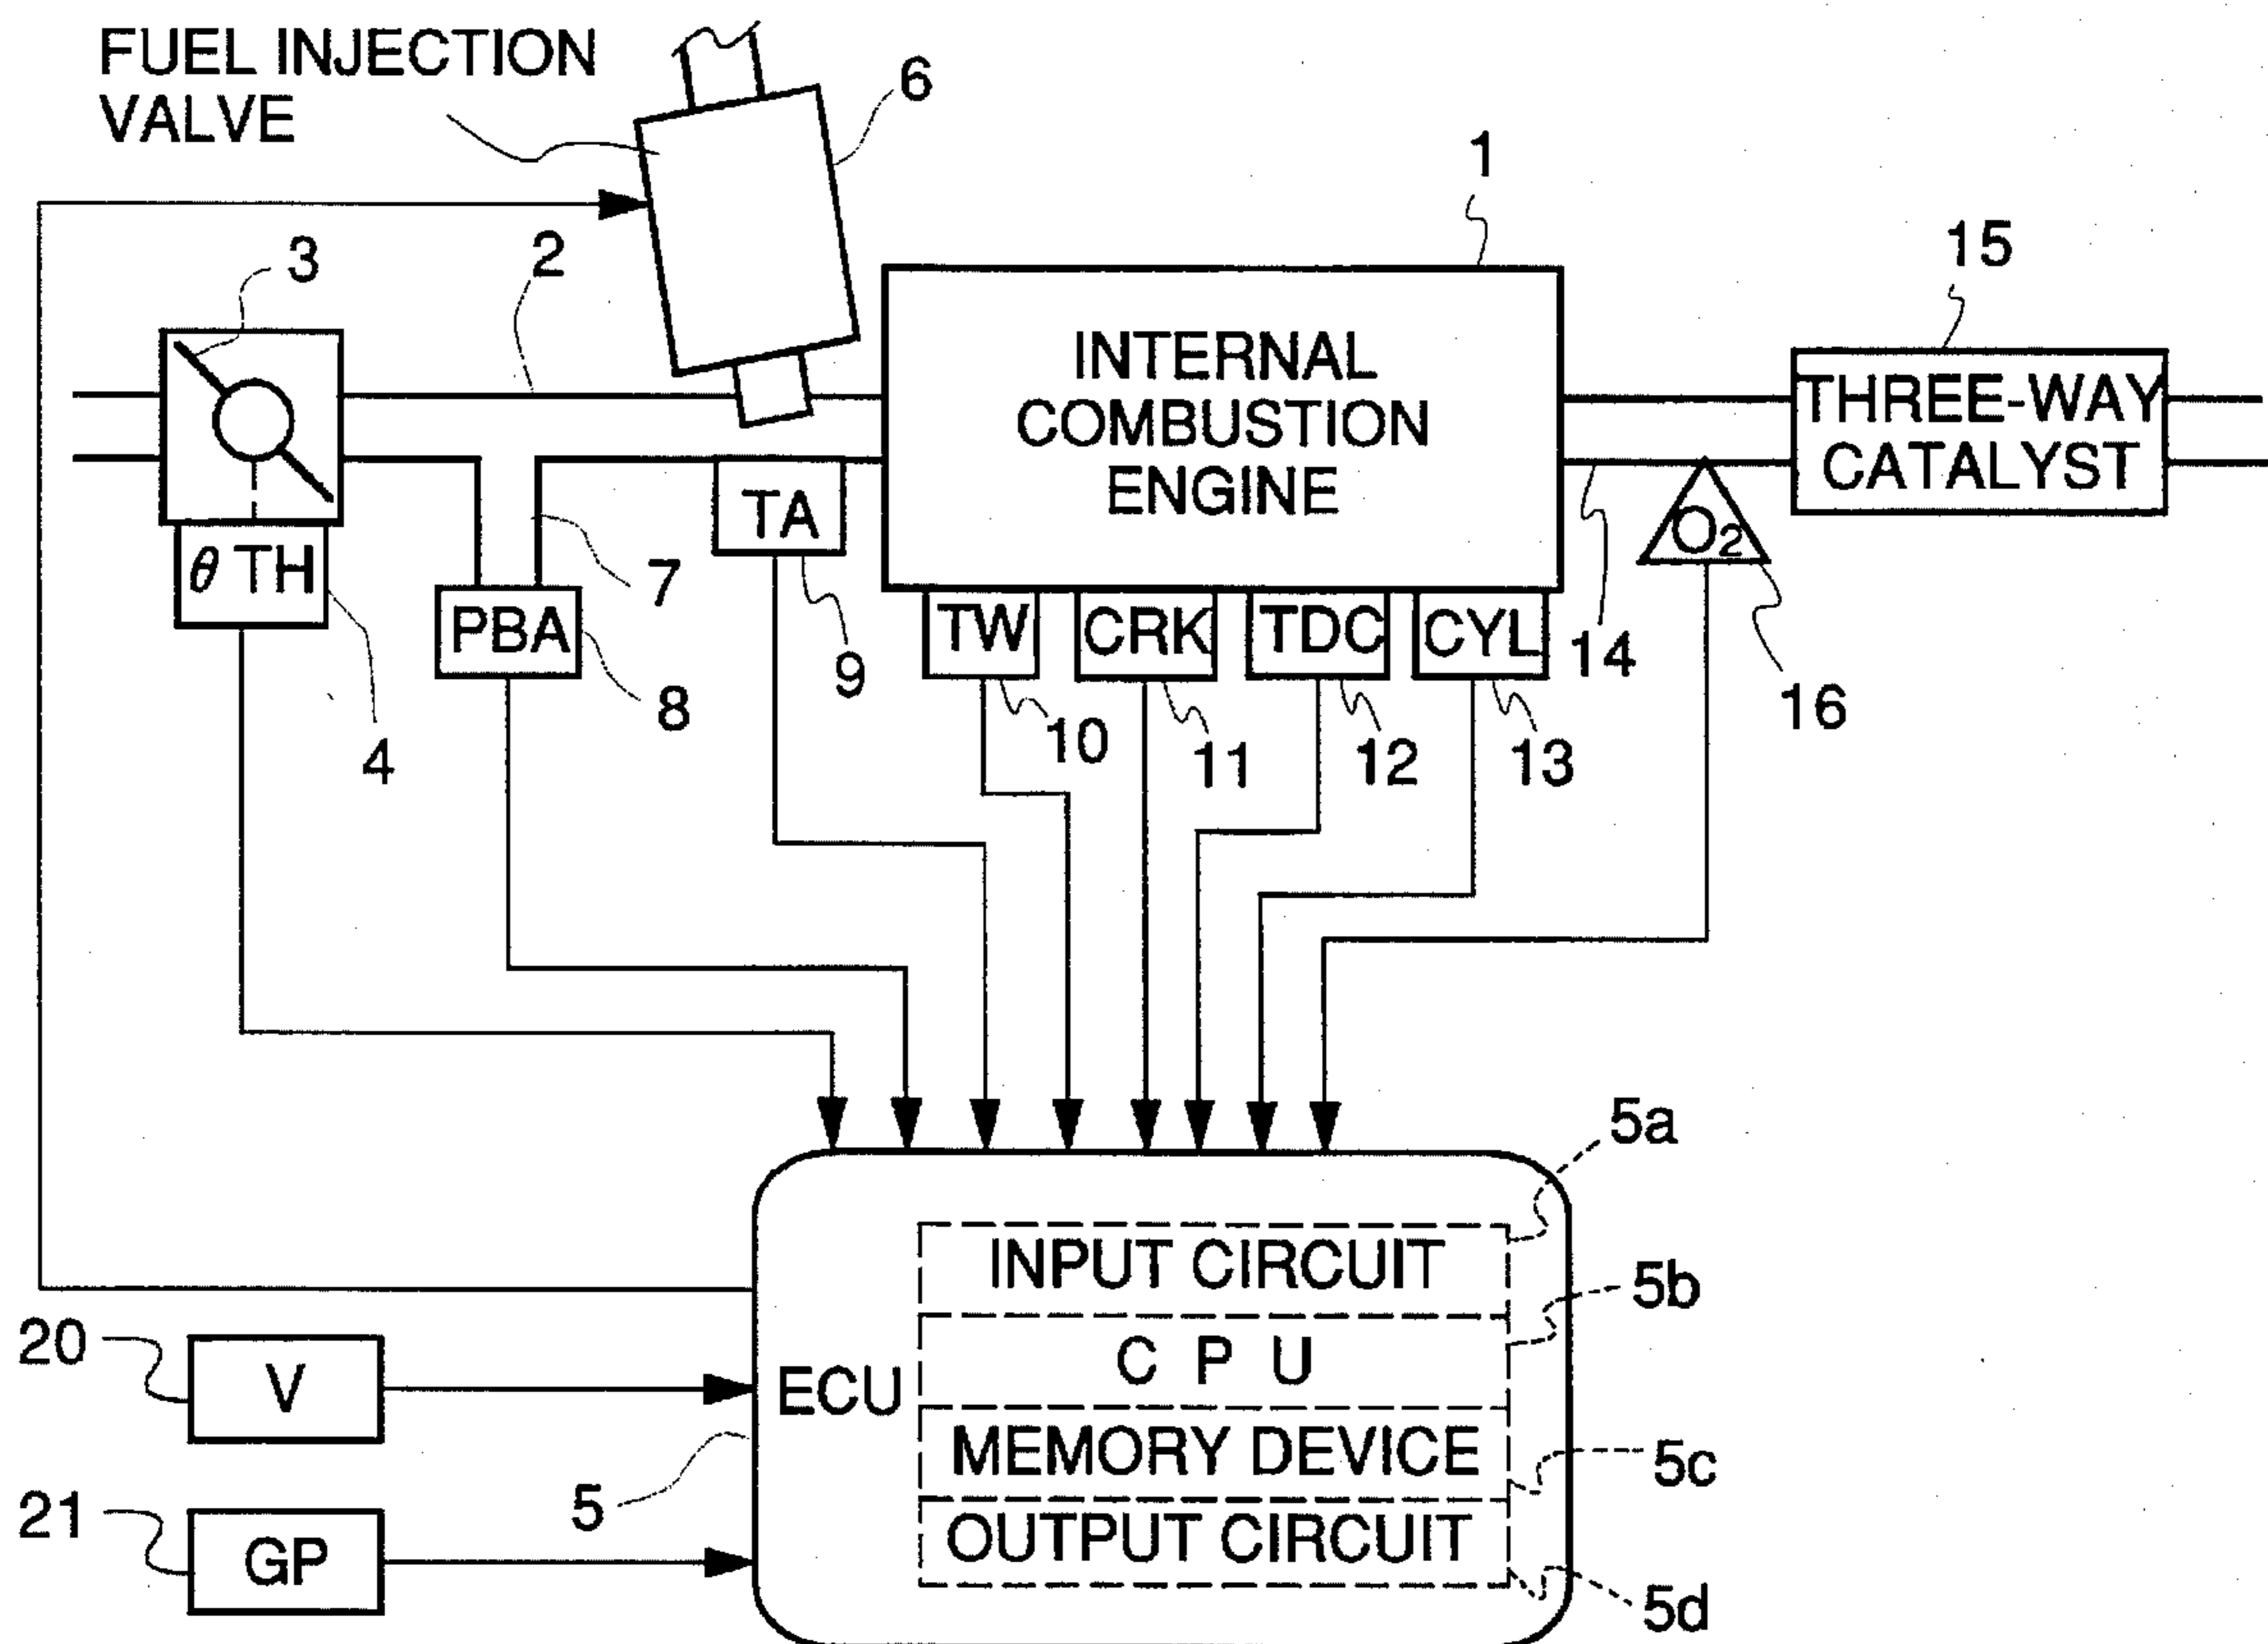 FUEL INJECTION
VALVE
6
1
15
3
2
INTERNAL
COMBUSTION
ENGINE
THREE-WAY
CATALYST
TA
O2
θ TH
7
PBA
TW
CRK
TDC
CYL
14
9
8
16
4
10
11
12
13
5a
INPUT CIRCUIT
5b
20
V
C P U
ECU
MEMORY DEVICE
5c
21
5
GP
OUTPUT CIRCUIT
5d